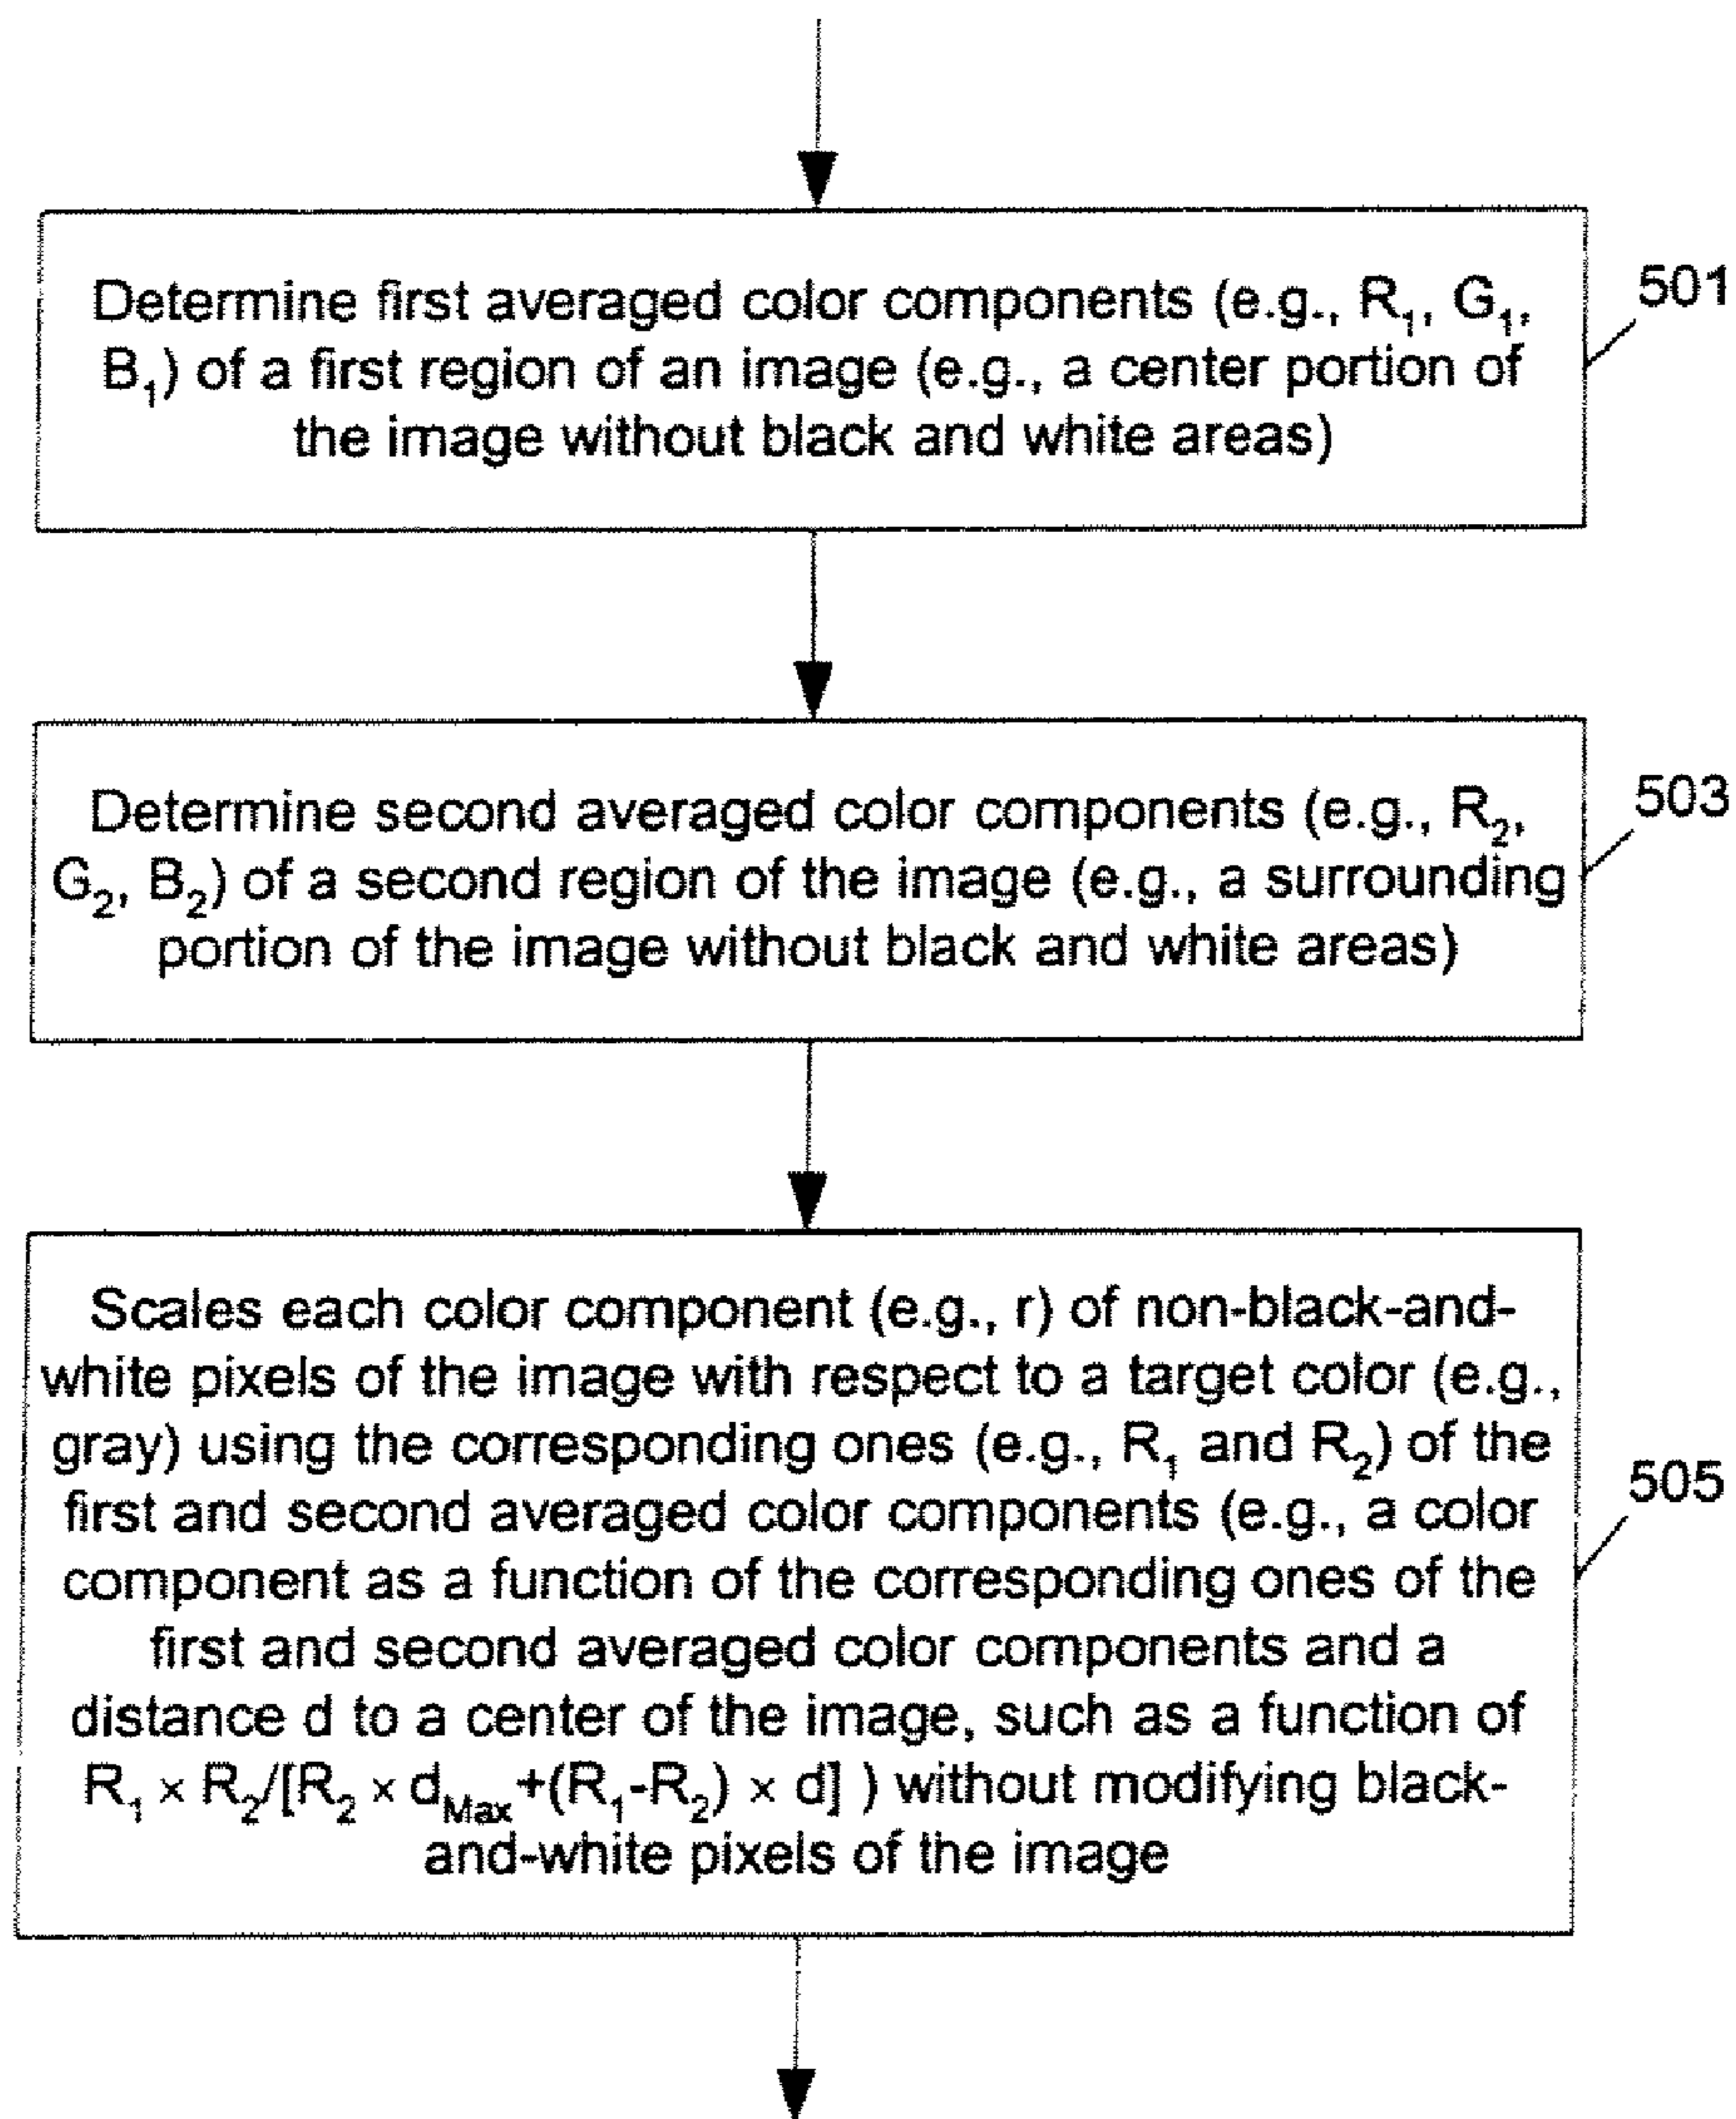 Determine first averaged color components (e.g., R₁, G₁,
B₁) of a first region of an image (e.g., a center portion of
the image without black and white areas)
501
Determine second averaged color components (e.g., R₂,
G₂, B₂) of a second region of the image (e.g., a surrounding
portion of the image without black and white areas)
503
Scales each color component (e.g., r) of non-black-and-
white pixels of the image with respect to a target color (e.g.,
gray) using the corresponding ones (e.g., R₁ and R₂) of the
first and second averaged color components (e.g., a color
component as a function of the corresponding ones of the
first and second averaged color components and a
distance d to a center of the image, such as a function of
R₁ × R₂/[R₂ × d_Max+(R₁-R₂) × d] ) without modifying black-
and-white pixels of the image
505